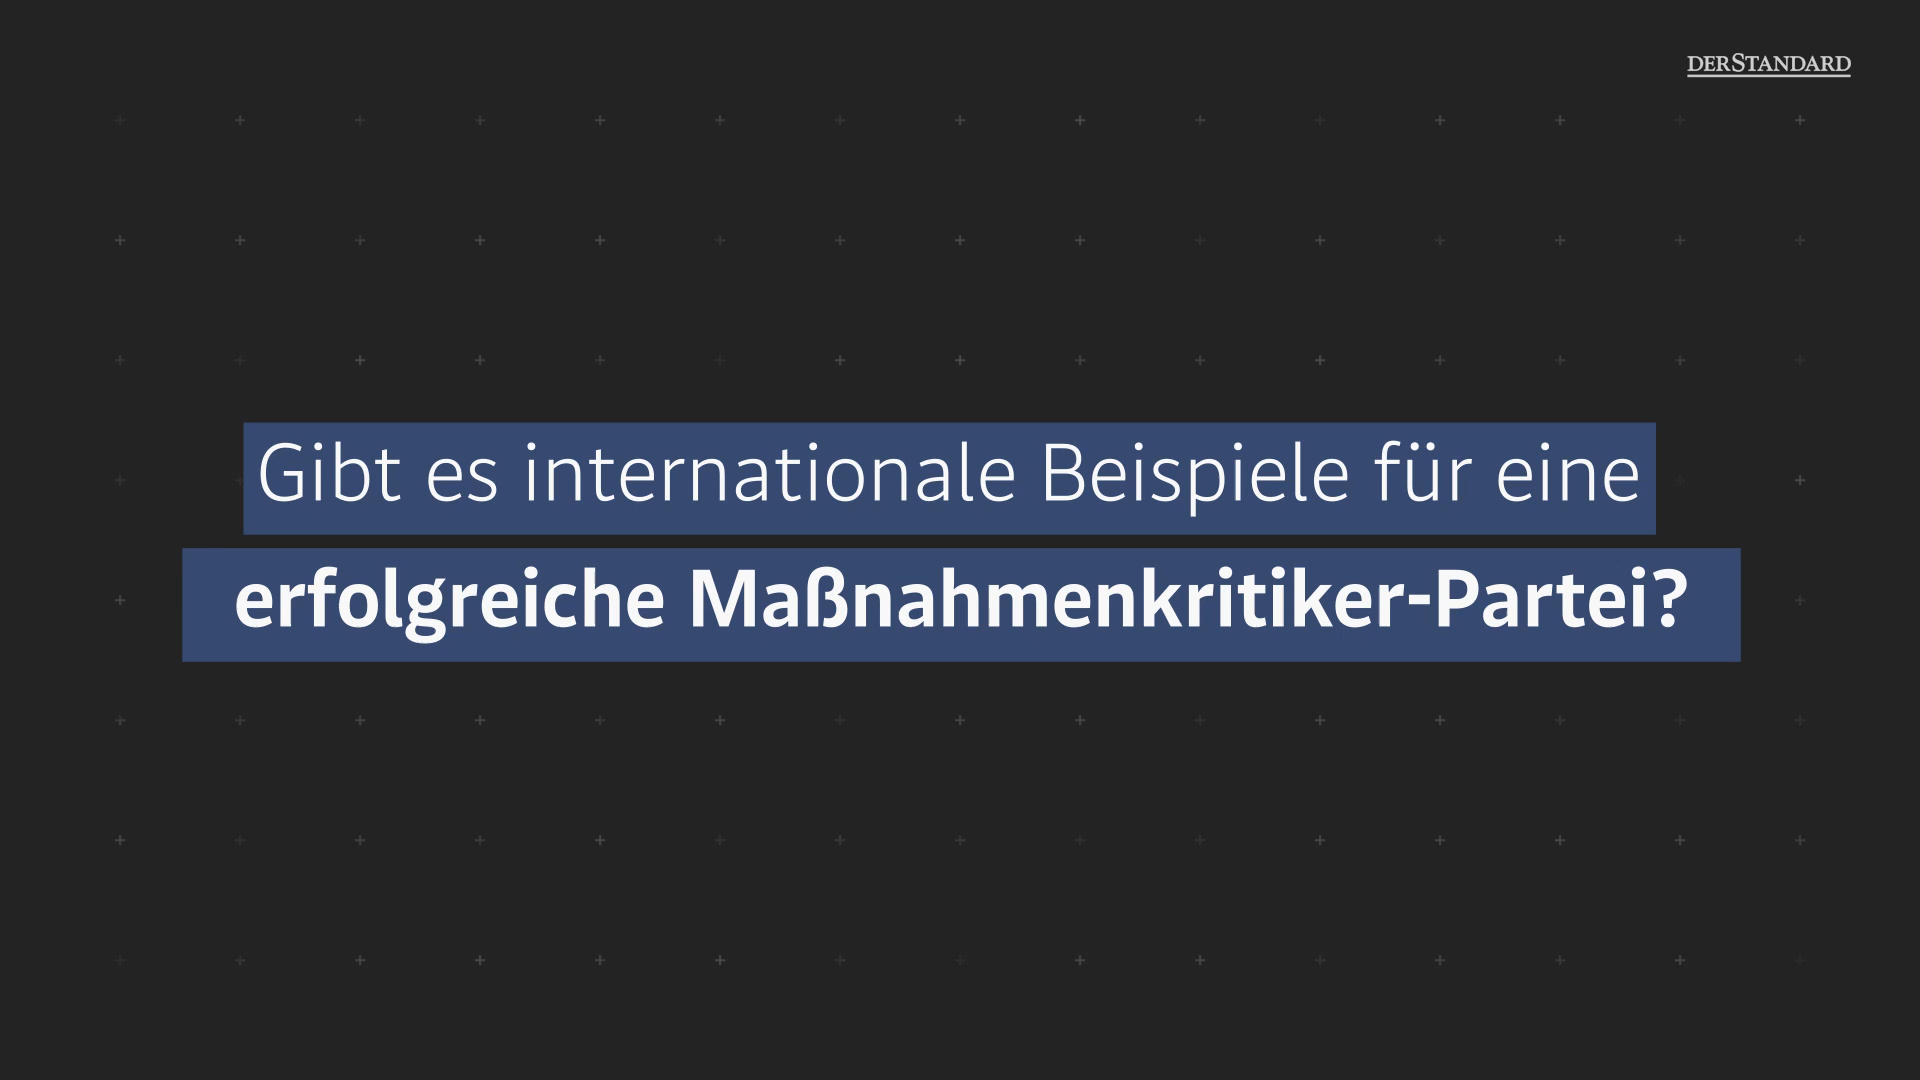 DERSTANDARD
Gibt es internationale Beispiele für eine
erfolgreiche Maßnahmenkritiker-Partei?